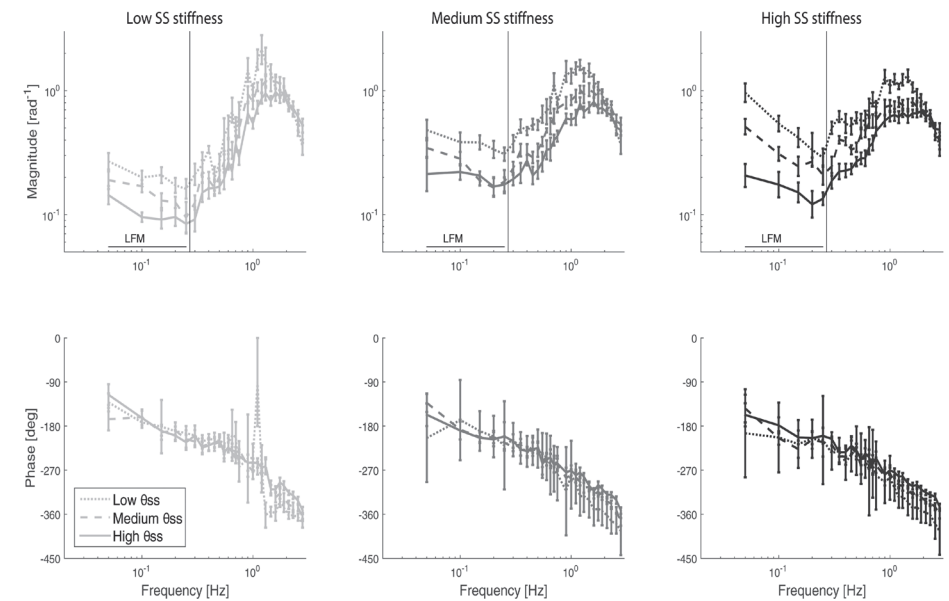 Low SS stiffness
Medium SS stiffness
High SS stiffness
Magnitude [rad⁻¹]
10⁰
10⁻¹
LFM
10⁻¹ 10⁰
10⁰
10⁻¹
LFM
10⁻¹ 10⁰
10⁰
10⁻¹
LFM
10⁻¹ 10⁰
Phase [deg]
0
-90
-180
-270
-360
-450
Low θss
Medium θss
High θss
10⁻¹ 10⁰
Frequency [Hz]
0
-90
-180
-270
-360
-450
10⁻¹ 10⁰
Frequency [Hz]
0
-90
-180
-270
-360
-450
10⁻¹ 10⁰
Frequency [Hz]